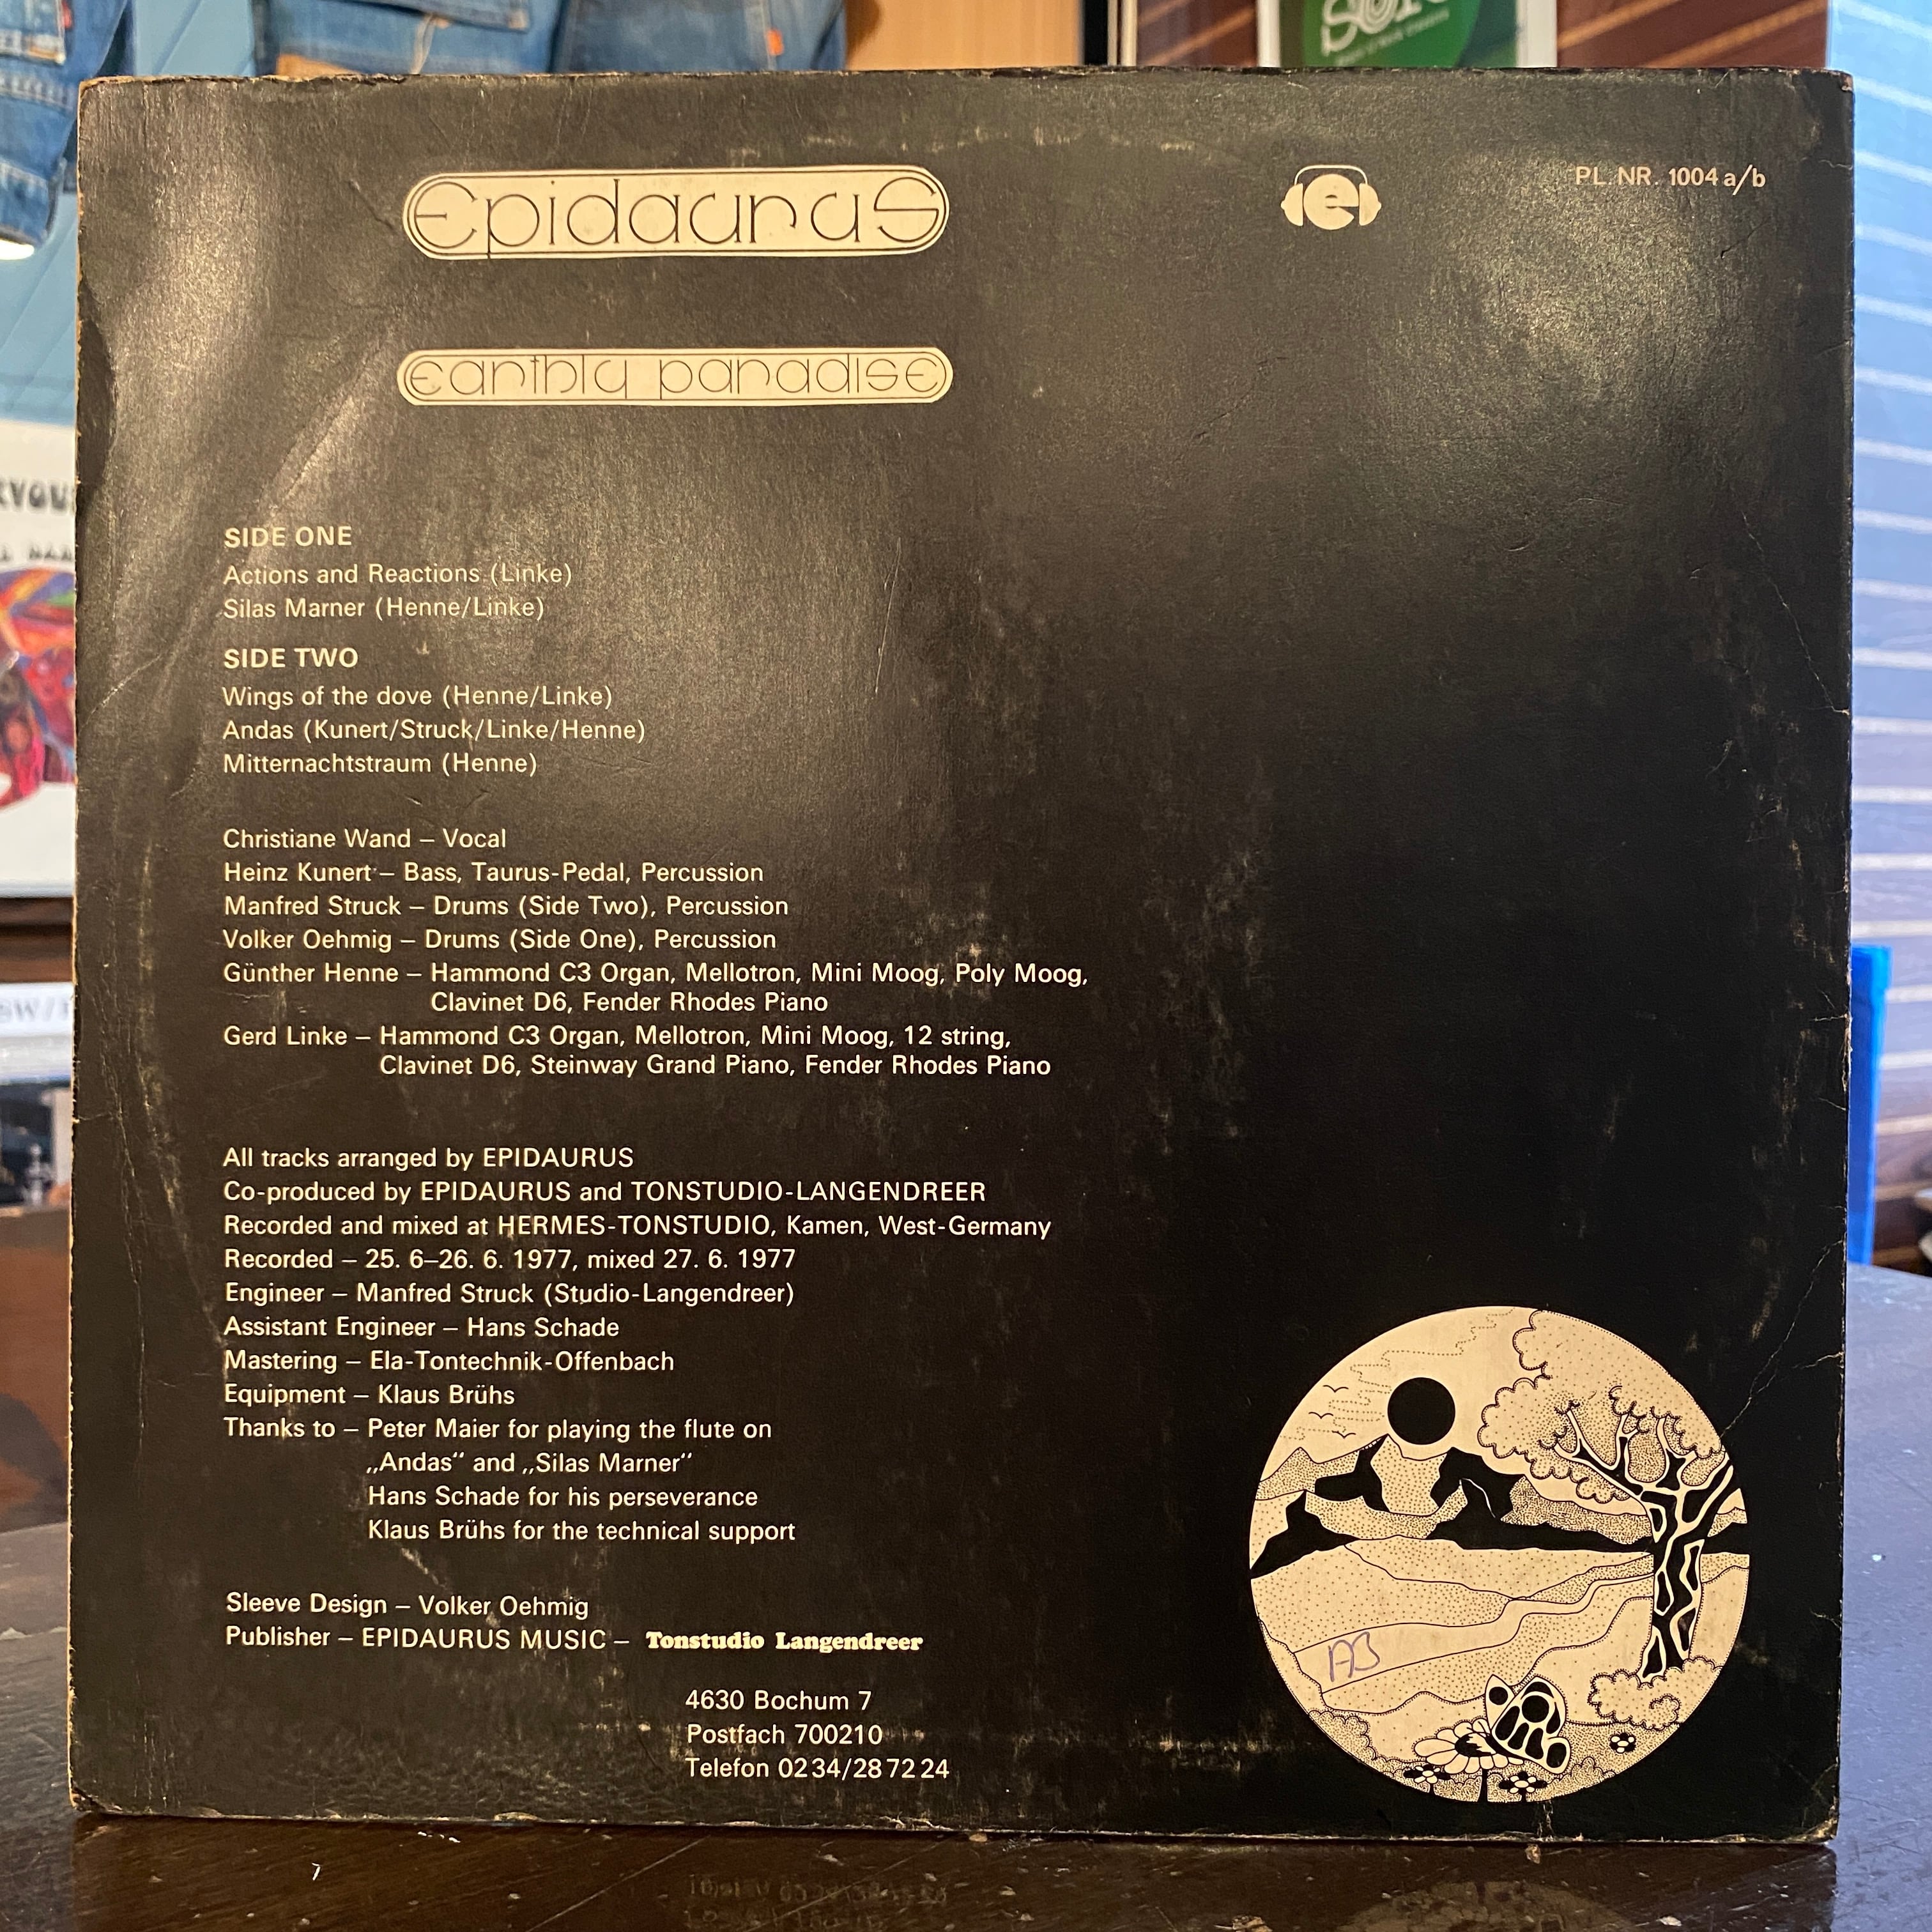 Epidaurus
e
PL. NR. 1004 a/b
earthly paradise
SIDE ONE
Actions and Reactions (Linke)
Silas Marner (Henne/Linke)
SIDE TWO
Wings of the dove (Henne/Linke)
Andas (Kunert/Struck/Linke/Henne)
Mitternachtstraum (Henne)
Christiane Wand – Vocal
Heinz Kunert – Bass, Taurus-Pedal, Percussion
Manfred Struck – Drums (Side Two), Percussion
Volker Oehmig – Drums (Side One), Percussion
Günther Henne – Hammond C3 Organ, Mellotron, Mini Moog, Poly Moog,
Clavinet D6, Fender Rhodes Piano
Gerd Linke – Hammond C3 Organ, Mellotron, Mini Moog, 12 string,
Clavinet D6, Steinway Grand Piano, Fender Rhodes Piano
All tracks arranged by EPIDAURUS
Co-produced by EPIDAURUS and TONSTUDIO-LANGENDREER
Recorded and mixed at HERMES-TONSTUDIO, Kamen, West-Germany
Recorded – 25. 6–26. 6. 1977, mixed 27. 6. 1977
Engineer – Manfred Struck (Studio-Langendreer)
Assistant Engineer – Hans Schade
Mastering – Ela-Tontechnik-Offenbach
Equipment – Klaus Brühs
Thanks to – Peter Maier for playing the flute on
„Andas“ and „Silas Marner“
Hans Schade for his perseverance
Klaus Brühs for the technical support
Sleeve Design – Volker Oehmig
Publisher – EPIDAURUS MUSIC – Tonstudio Langendreer
4630 Bochum 7
Postfach 700210
Telefon 02 34/28 72 24
AB